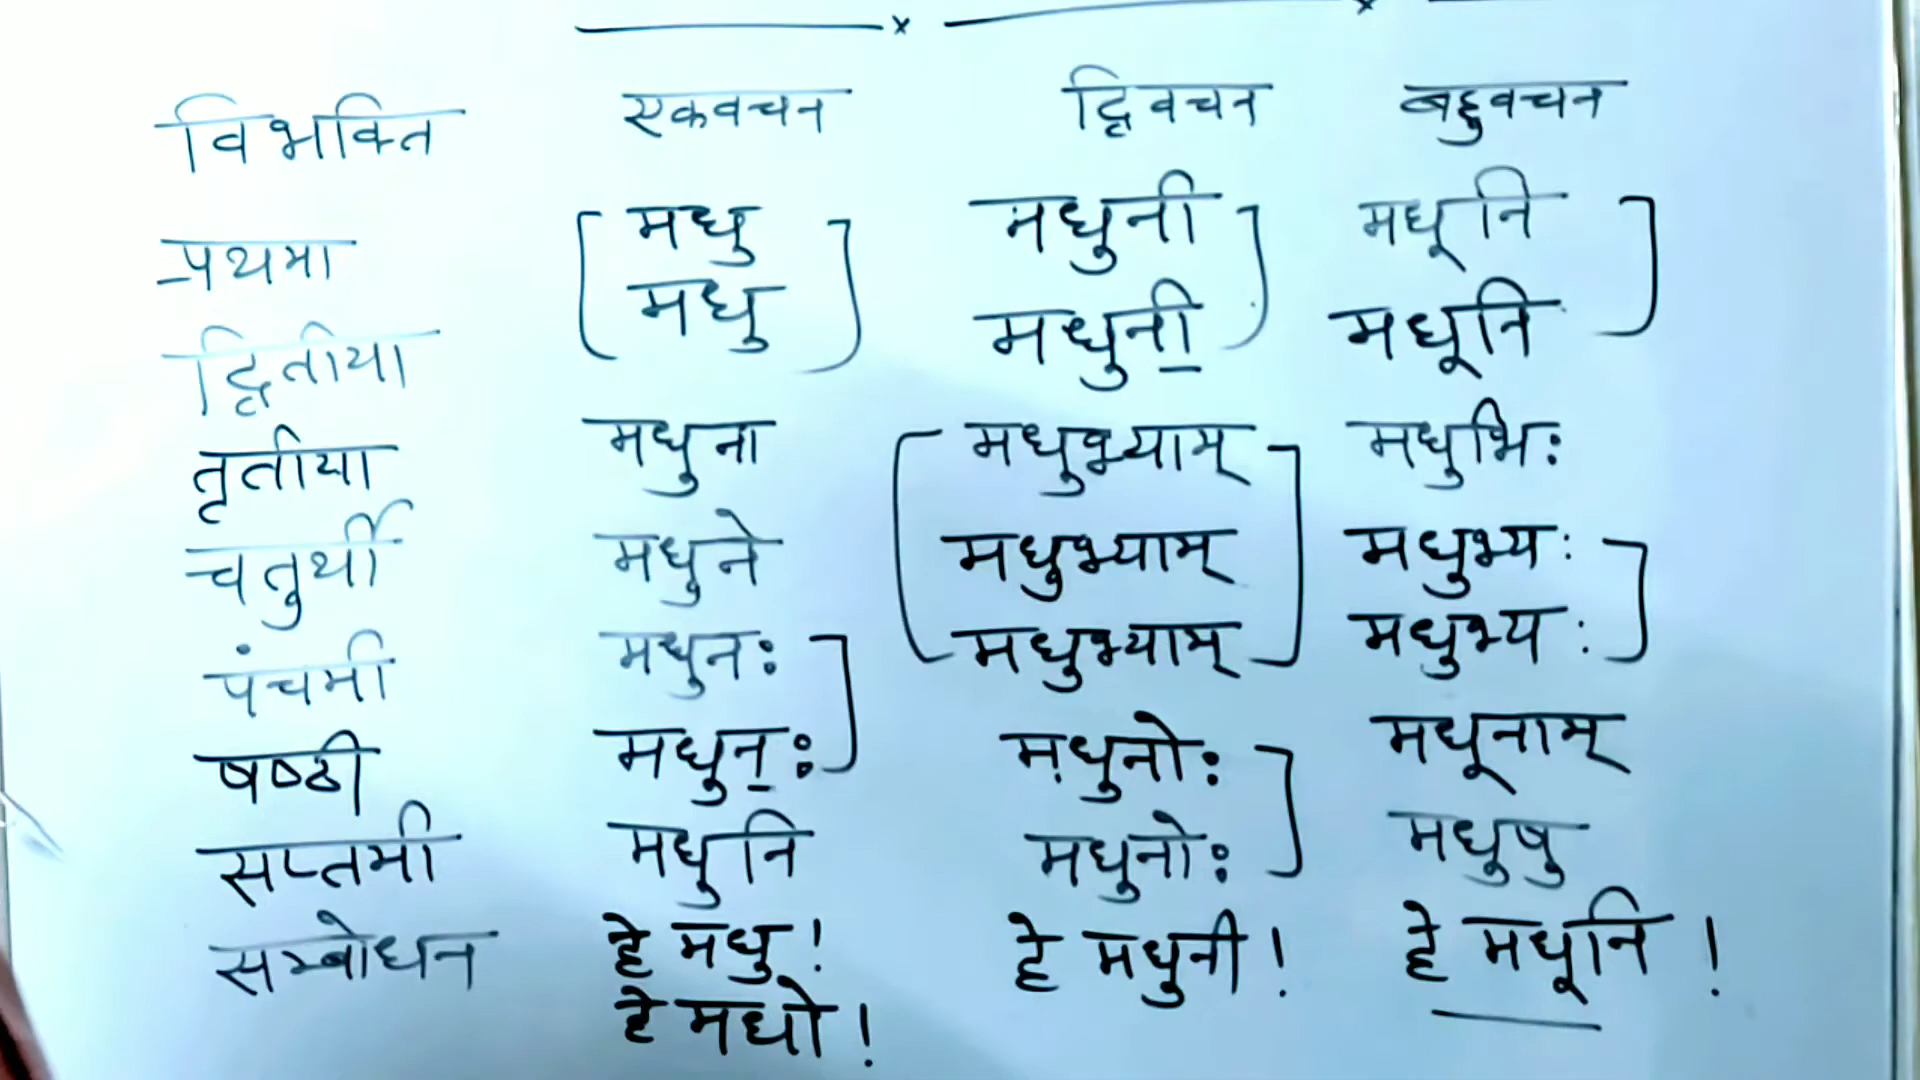 विभक्ति एकवचन द्विवचन बहुवचन
प्रथमा मधु मधुनी मधूनि
द्वितीया मधु मधुनी मधूनि
तृतीया मधुना मधुभ्याम् मधुभिः
चतुर्थी मधुने मधुभ्याम् मधुभ्यः
पंचमी मधुनः मधुभ्याम् मधुभ्यः
षष्ठी मधुनः मधुनोः मधूनाम्
सप्तमी मधुनि मधुनोः मधुषु
सम्बोधन हे मधु! हे मधुनी! हे मधूनि!
हे मधो!